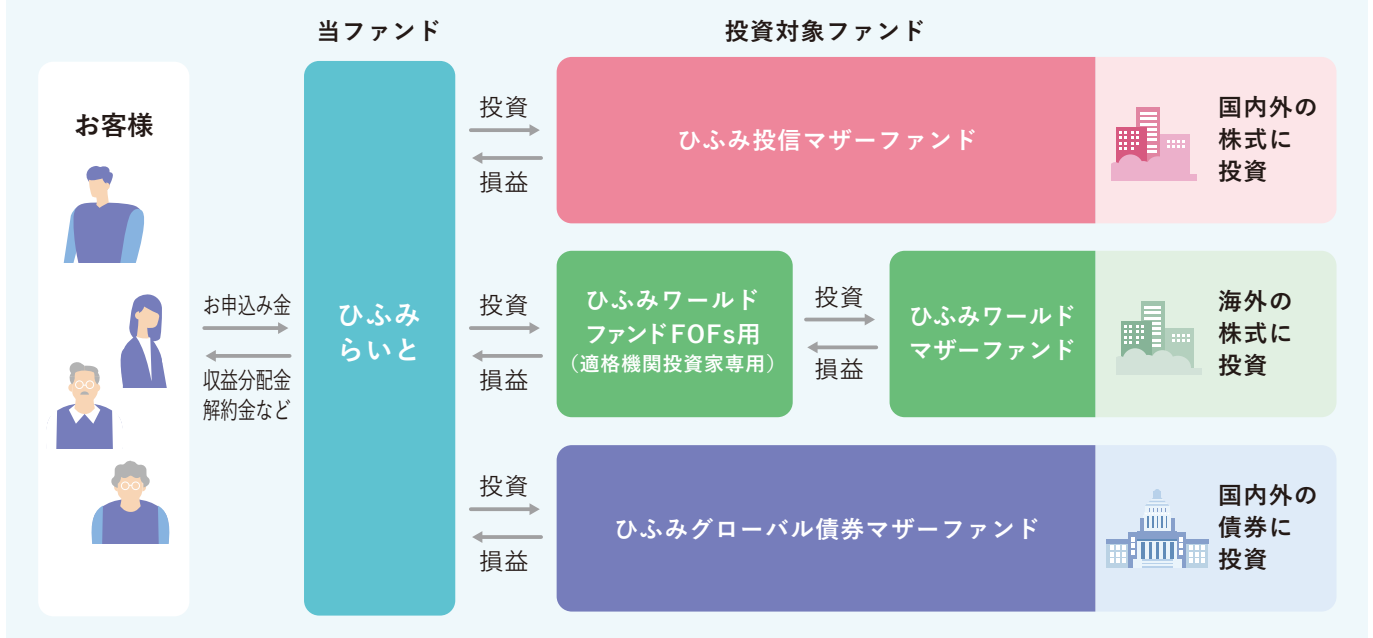 当ファンド
投資対象ファンド
お客様
お申込み金
収益分配金
解約金など
ひふみ
らいと
投資
損益
ひふみ投信マザーファンド
国内外の
株式に
投資
投資
損益
ひふみワールド
ファンドFOFs用
(適格機関投資家専用)
投資
損益
ひふみワールド
マザーファンド
海外の
株式に
投資
投資
損益
ひふみグローバル債券マザーファンド
国内外の
債券に
投資